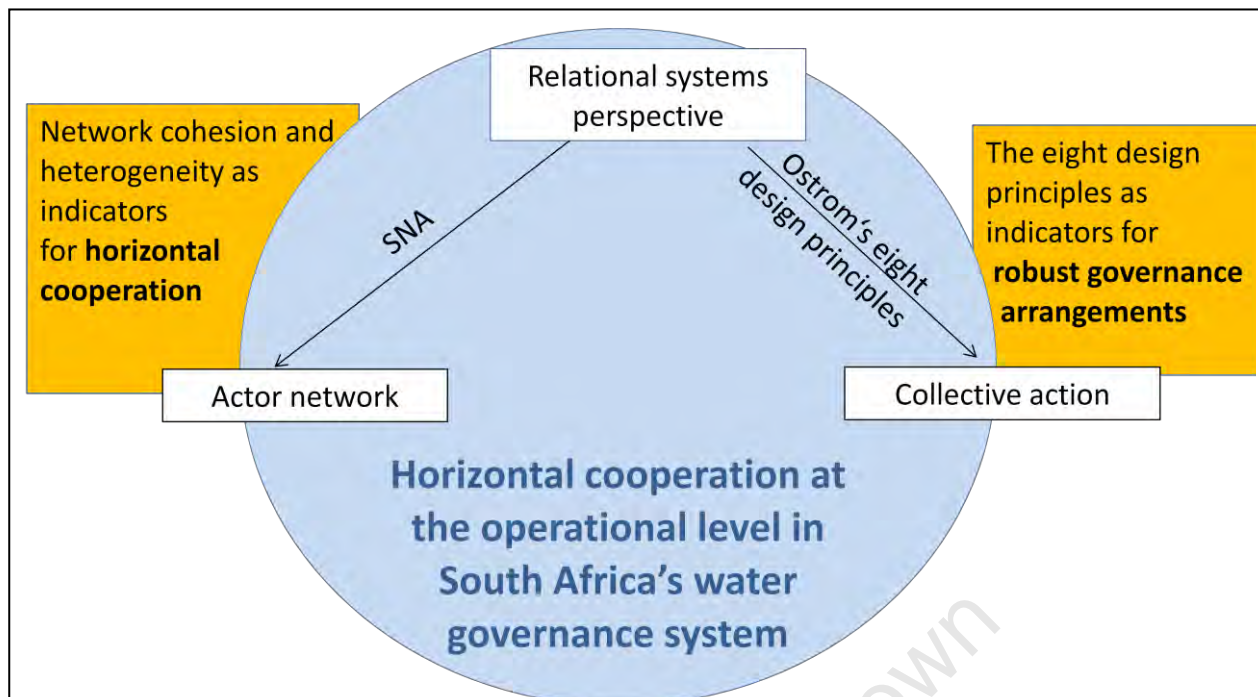 Relational systems
perspective
Network cohesion and
heterogeneity as
indicators
for horizontal
cooperation
SNA
Ostrom‘s eight
design principles
The eight design
principles as
indicators for
robust governance
arrangements
Actor network
Collective action
Horizontal cooperation at
the operational level in
South Africa’s water
governance system
own